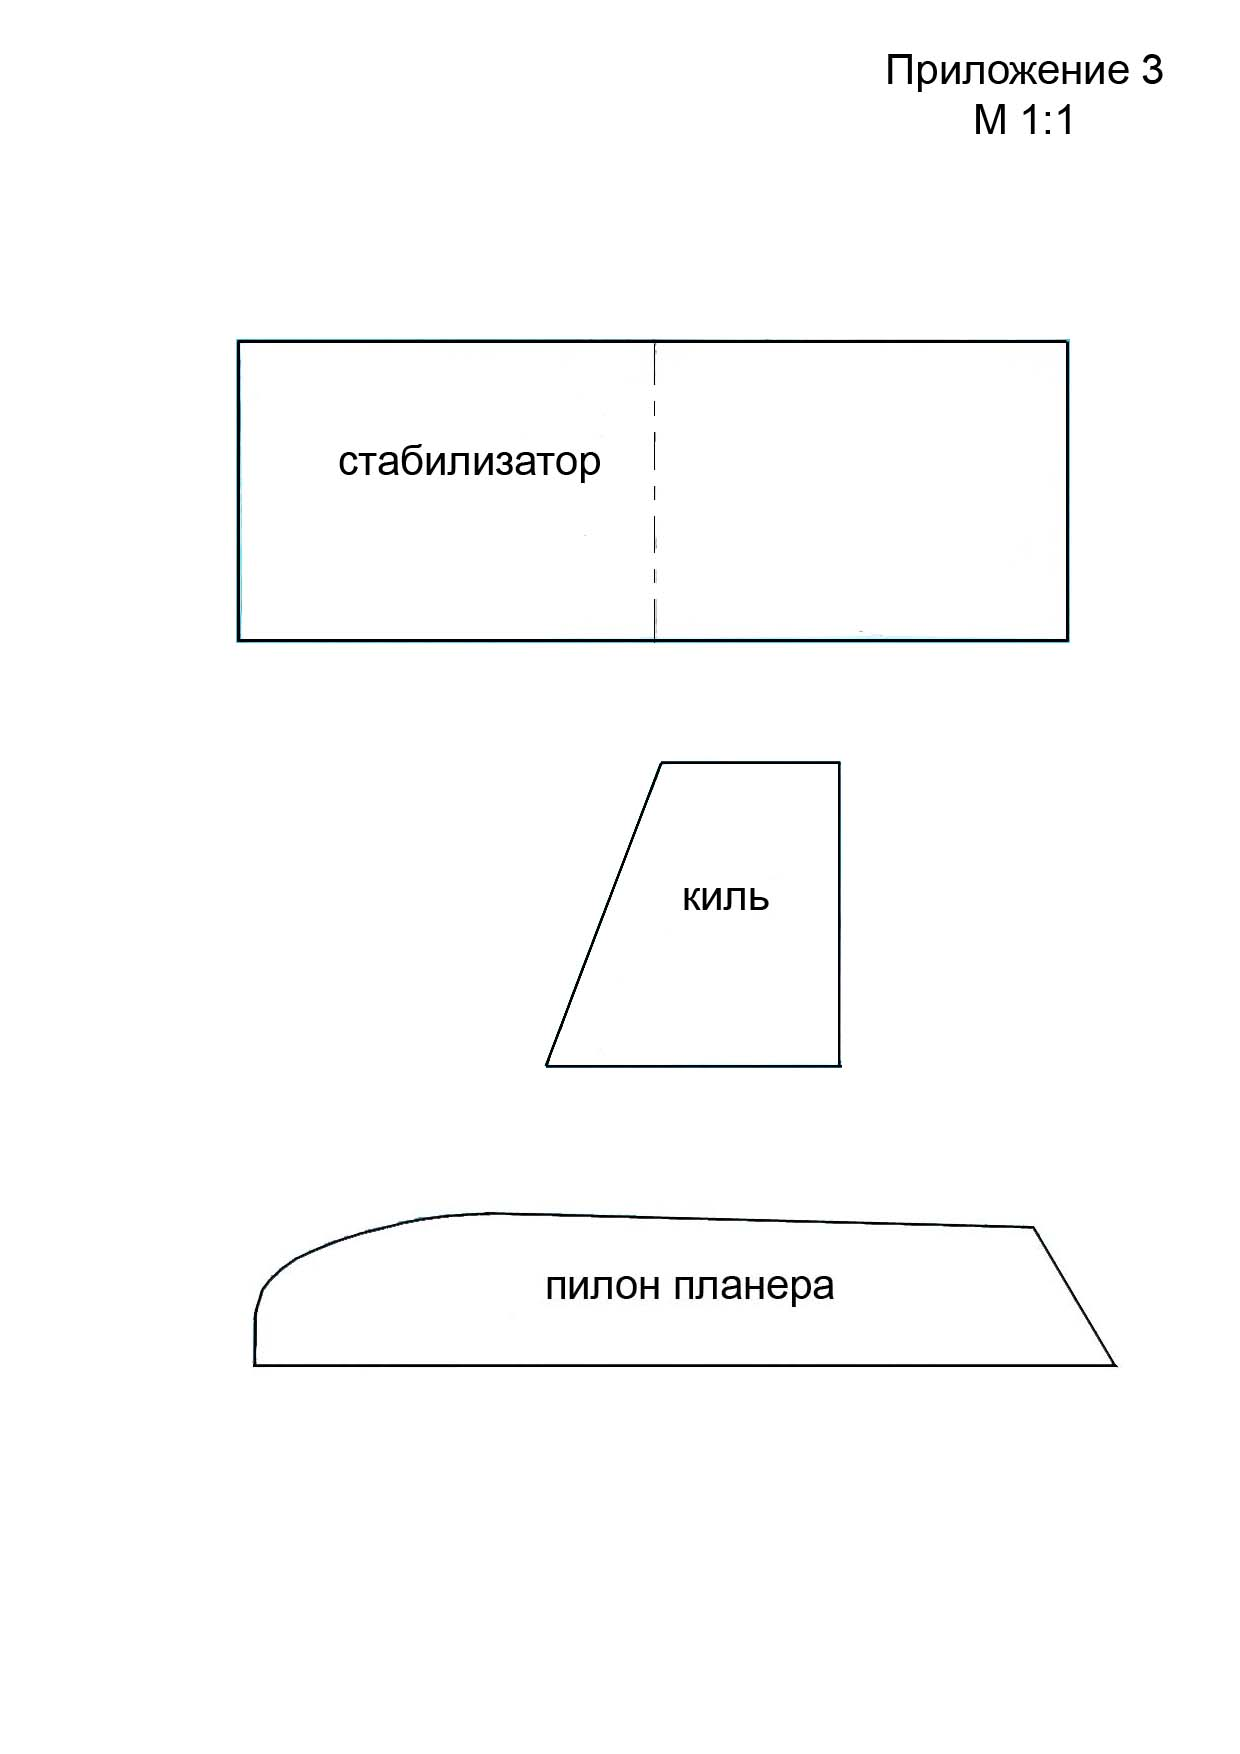 Приложение 3
М 1:1
стабилизатор
киль
пилон планера